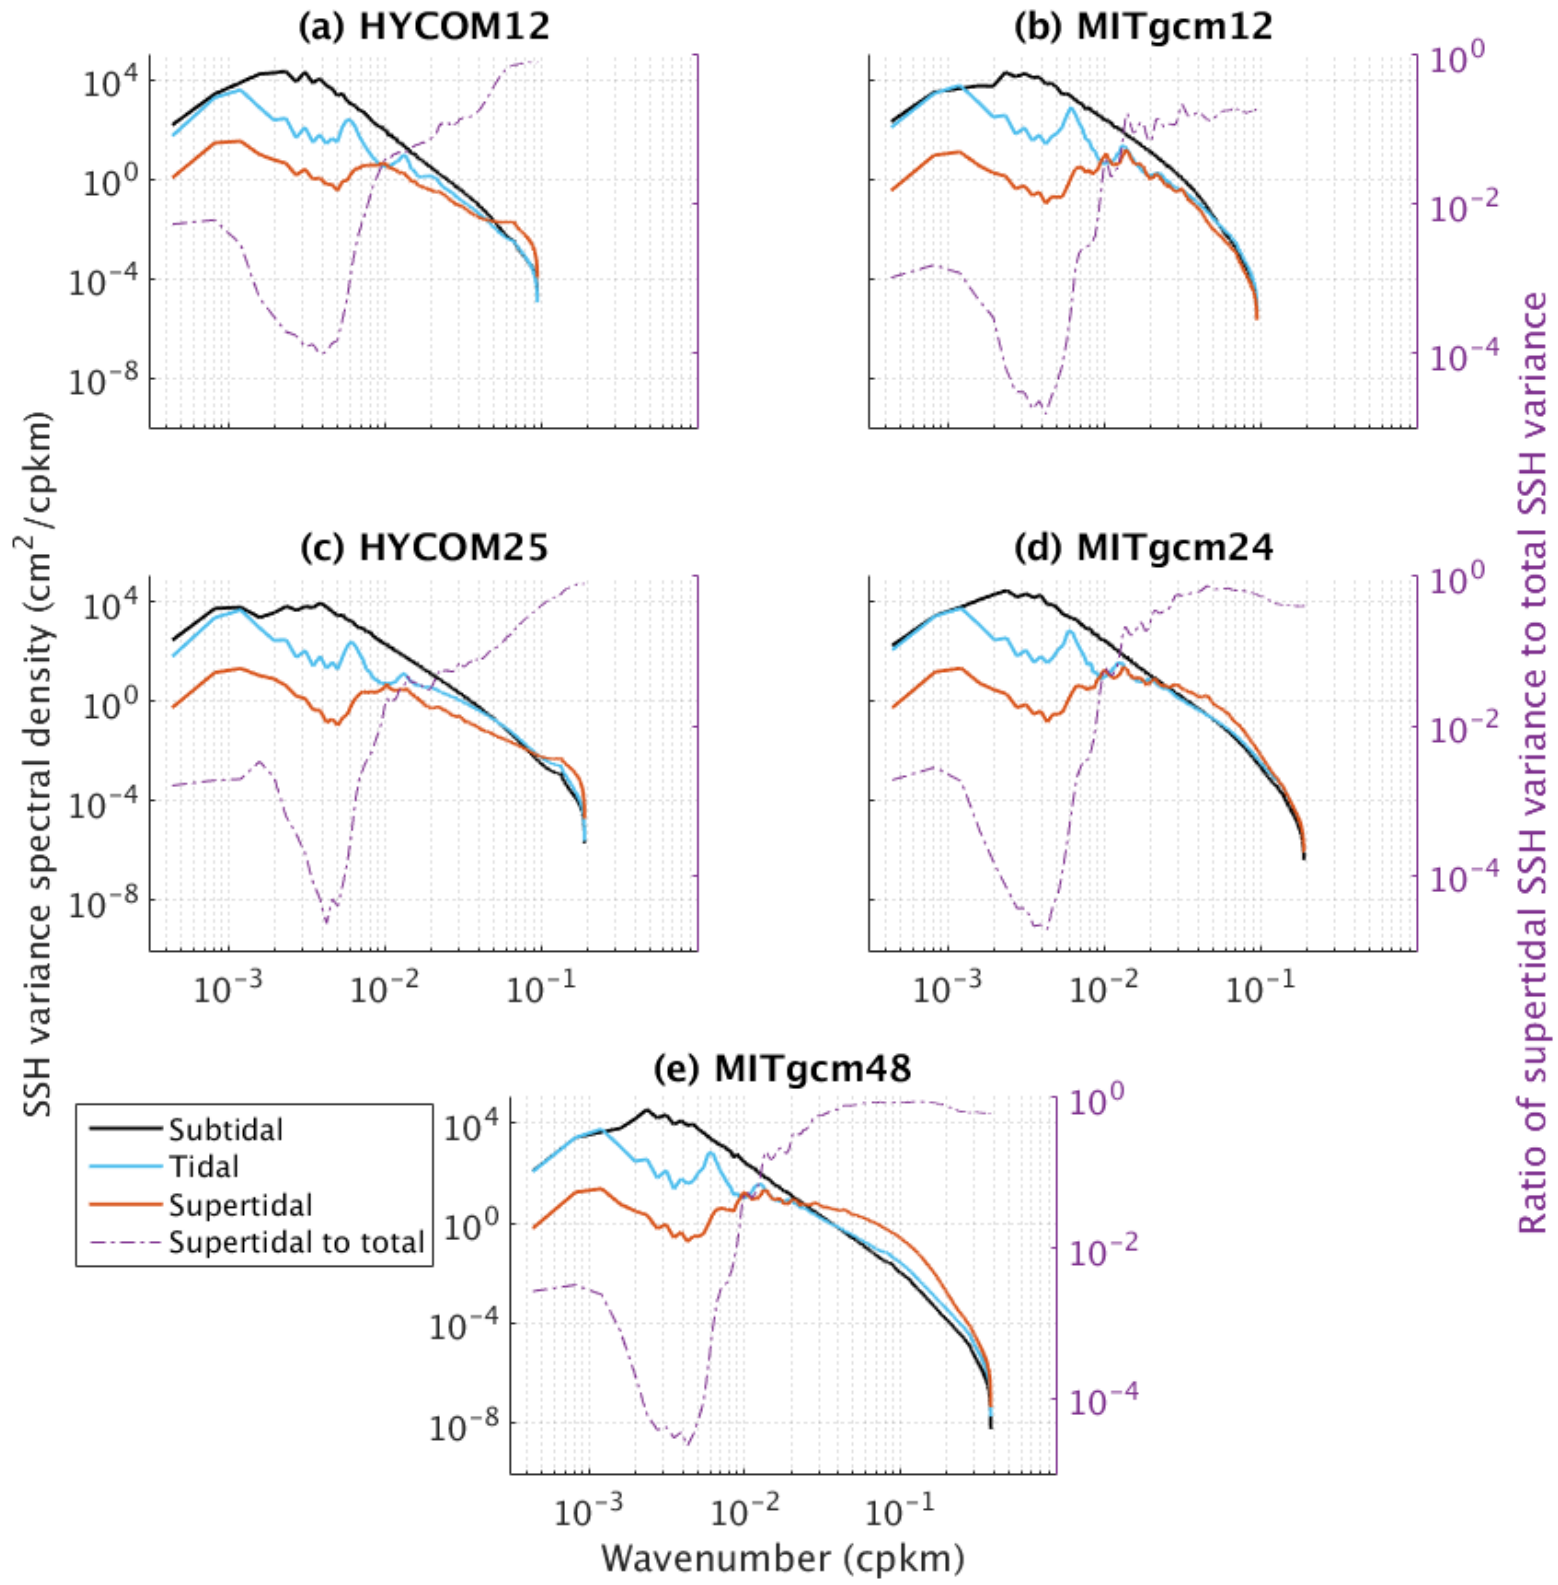 (a) HYCOM12
(b) MITgcm12
10^4
10^0
10^-4
10^-8
10^0
10^-2
10^-4
(c) HYCOM25
(d) MITgcm24
10^4
10^0
10^-4
10^-8
10^-3 10^-2 10^-1
10^0
10^-2
10^-4
10^-3 10^-2 10^-1
SSH variance spectral density (cm^2/cpkm)
Ratio of supertidal SSH variance to total SSH variance
(e) MITgcm48
Subtidal
Tidal
Supertidal
Supertidal to total
10^4
10^0
10^-4
10^-8
10^0
10^-2
10^-4
10^-3 10^-2 10^-1
Wavenumber (cpkm)